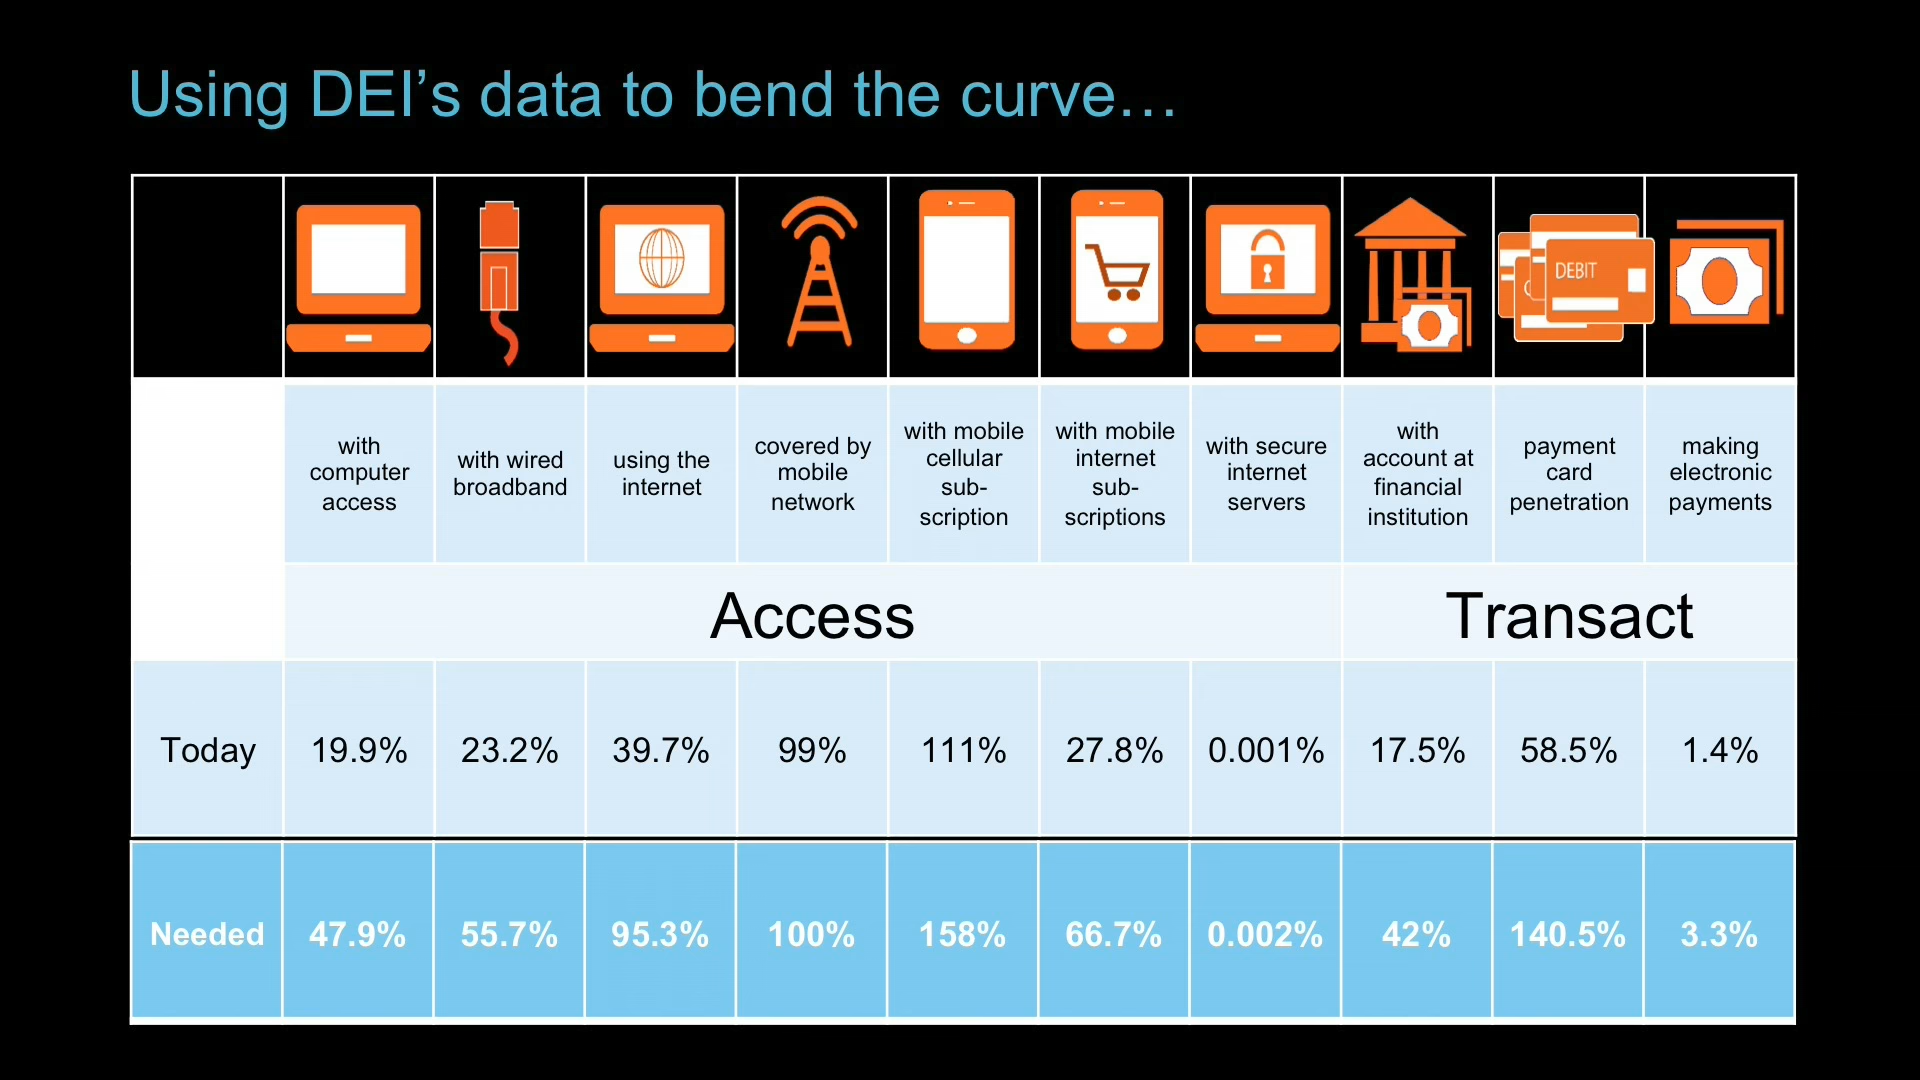 Using DEI’s data to bend the curve…
DEBIT
with
computer
access
with wired
broadband
using the
internet
covered by
mobile
network
with mobile
cellular
sub-
scription
with mobile
internet
sub-
scriptions
with secure
internet
servers
with
account at
financial
institution
payment
card
penetration
making
electronic
payments
Access
Transact
Today 19.9% 23.2% 39.7% 99% 111% 27.8% 0.001% 17.5% 58.5% 1.4%
Needed 47.9% 55.7% 95.3% 100% 158% 66.7% 0.002% 42% 140.5% 3.3%